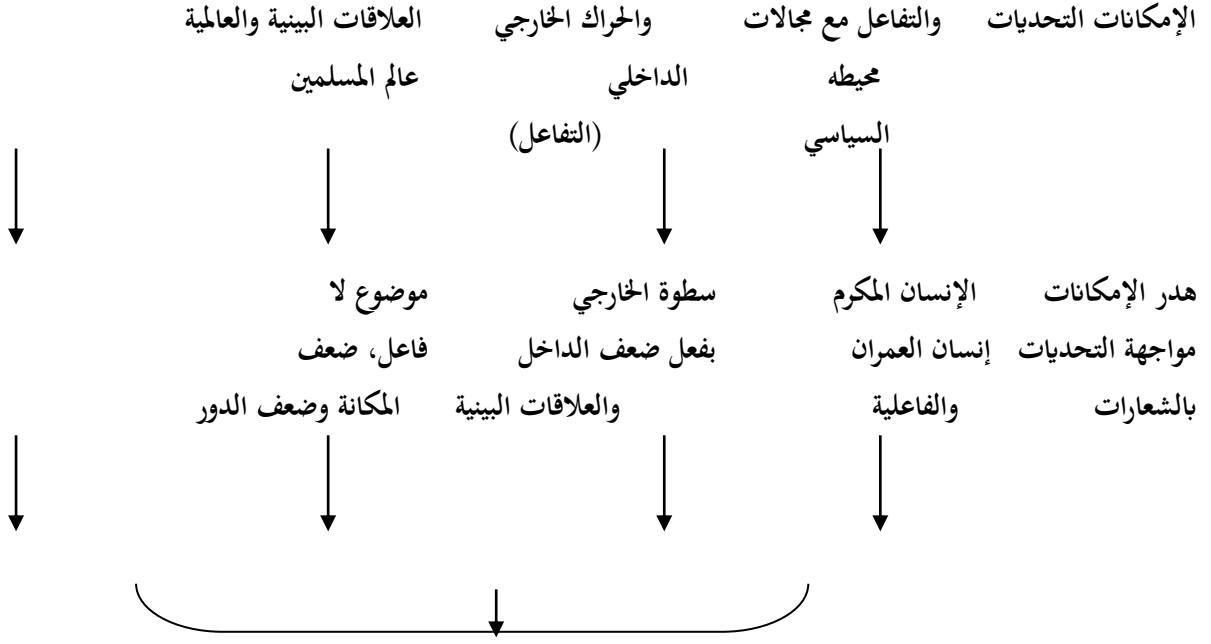 الإمكانات التحديات والتفاعل مع مجالات والحراك الخارجي العلاقات البينية والعالمية
محيطه الداخلي عالم المسلمين
السياسي (التفاعل)
هدر الإمكانات الإنسان المكرم سطوة الخارجي موضوع لا
مواجهة التحديات إنسان العمران بفعل ضعف الداخل فاعل، ضعف
بالشعارات والفاعلية والعلاقات البينية المكانة وضعف الدور